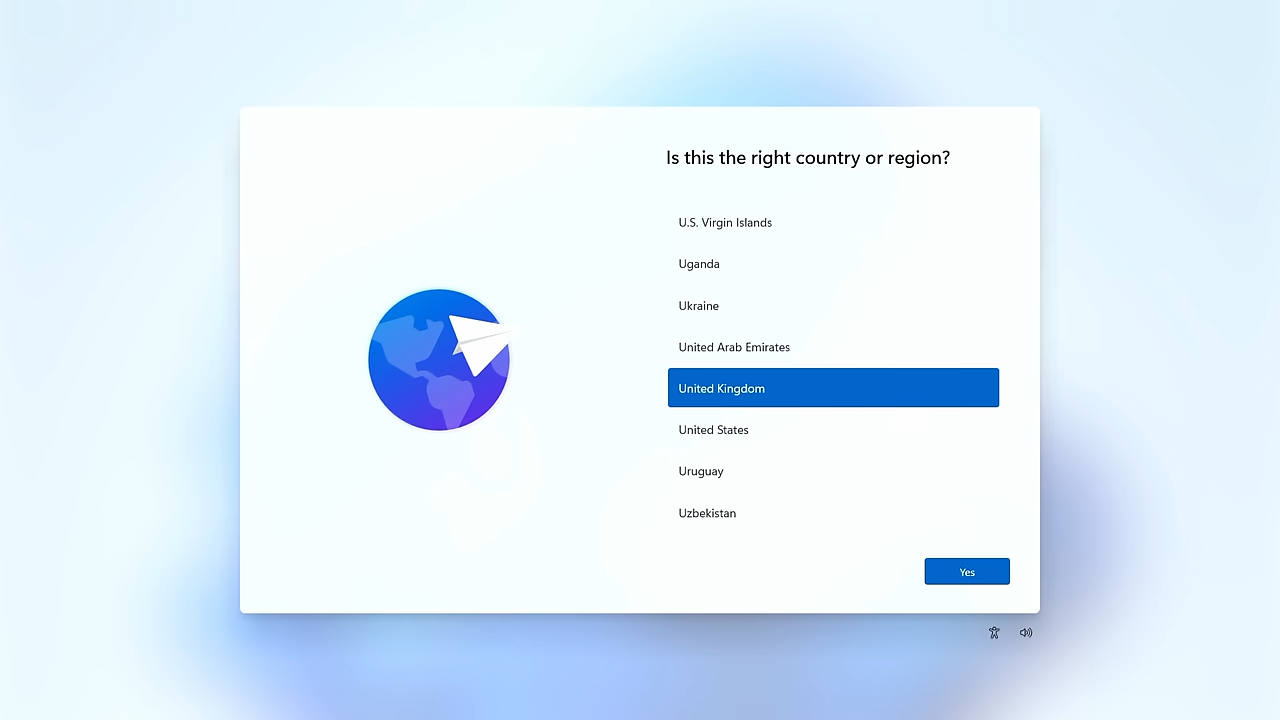 Is this the right country or region?
U.S. Virgin Islands
Uganda
Ukraine
United Arab Emirates
United Kingdom
United States
Uruguay
Uzbekistan
Yes